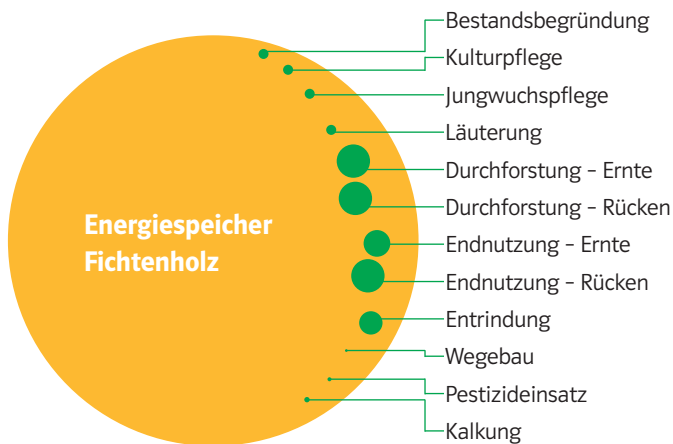 Bestandsbegründung
Kulturpflege
Jungwuchspflege
Läuterung
Durchforstung – Ernte
Durchforstung – Rücken
Energiespeicher
Fichtenholz
Endnutzung – Ernte
Endnutzung – Rücken
Entrindung
Wegebau
Pestizideinsatz
Kalkung